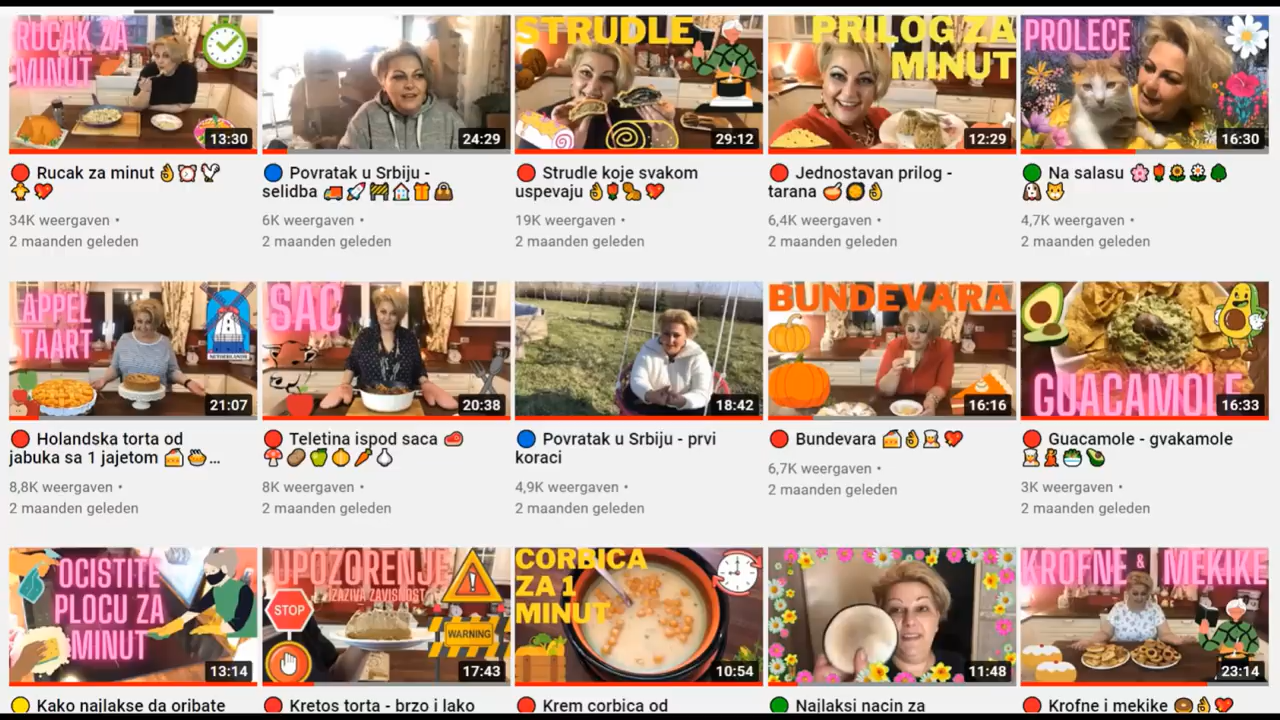 RUCAK ZA
MINUT
13:30
24:29
STRUDLE
29:12
PRILOG ZA
MINUT
12:29
PROLECE
16:30
Rucak za minut
Povratak u Srbiju -
selidba
Strudle koje svakom
uspevaju
Jednostavan prilog -
tarana
Na salasu
34K weergaven •
2 maanden geleden
6K weergaven •
2 maanden geleden
19K weergaven •
2 maanden geleden
6,4K weergaven •
2 maanden geleden
4,7K weergaven •
2 maanden geleden
APPEL
TAART
NETHERLANDS
21:07
SAC
20:38
18:42
BUNDEVARA
16:16
GUACAMOLE
16:33
Holandska torta od
jabuka sa 1 jajetom ...
Teletina ispod saca
Povratak u Srbiju - prvi
koraci
Bundevara
Guacamole - gvakamole
8,8K weergaven •
2 maanden geleden
8K weergaven •
2 maanden geleden
4,9K weergaven •
2 maanden geleden
6,7K weergaven •
2 maanden geleden
3K weergaven •
2 maanden geleden
OCISTITE
PLOCU ZA
MINUT
13:14
UPOZORENJE
IZAZIVA ZAVISNOST
STOP
WARNING
17:43
CORBICA
ZA 1
MINUT
10:54
11:48
KROFNE & MEKIKE
23:14
Kako najlakse da oribate
Kretos torta - brzo i lako
Krem corbica od
Najlaksi nacin za
Krofne i mekike